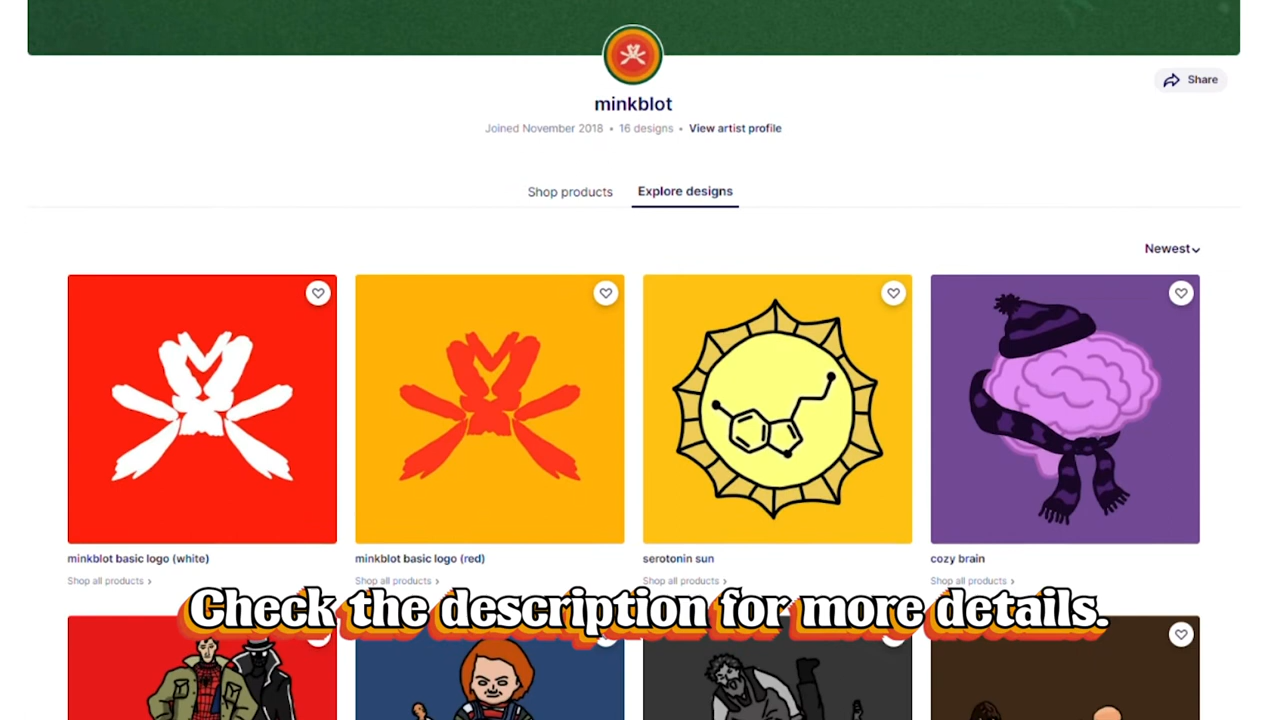 Share
minkblot
Joined November 2018 • 16 designs • View artist profile
Shop products Explore designs
Newest
minkblot basic logo (white) minkblot basic logo (red) serotonin sun cozy brain
Shop all products › Shop all products › Shop all products › Shop all products ›
Check the description for more details.